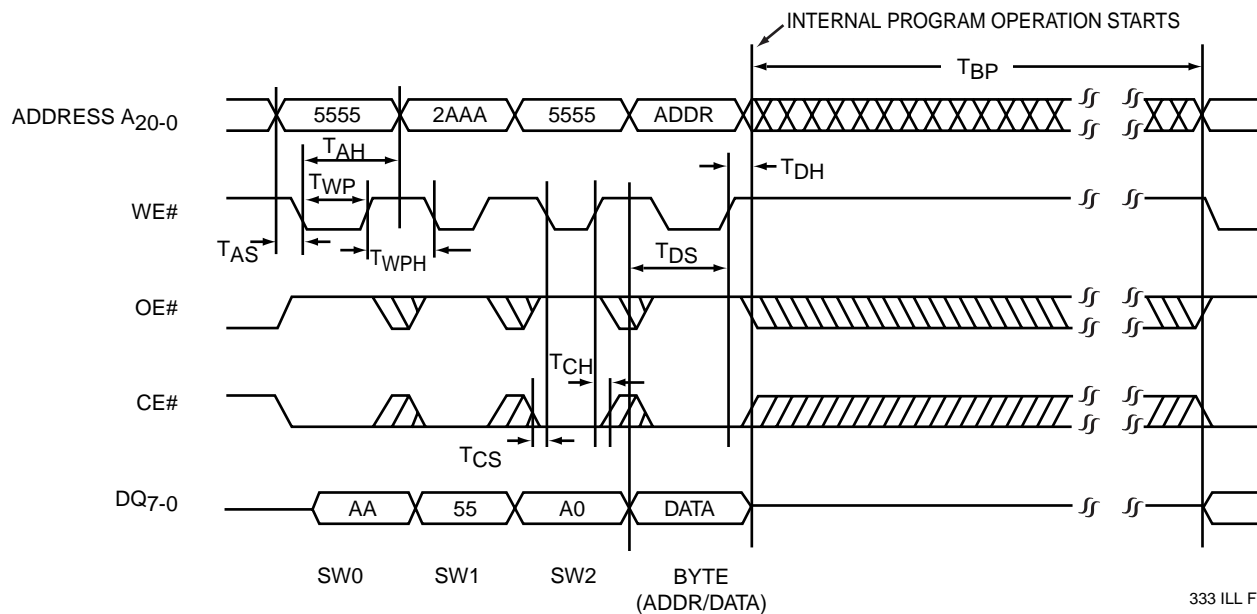 INTERNAL PROGRAM OPERATION STARTS
TBP
ADDRESS A20-0
5555
2AAA
5555
ADDR
TAH
TDH
TWP
WE#
TAS
TWPH
TDS
OE#
TCH
CE#
TCS
DQ7-0
AA
55
A0
DATA
SW0
SW1
SW2
BYTE
(ADDR/DATA)
333 ILL F